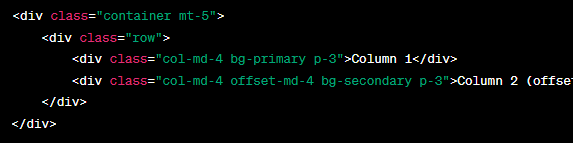 <div class="container mt-5">
    <div class="row">
        <div class="col-md-4 bg-primary p-3">Column 1</div>
        <div class="col-md-4 offset-md-4 bg-secondary p-3">Column 2 (offse
    </div>
</div>